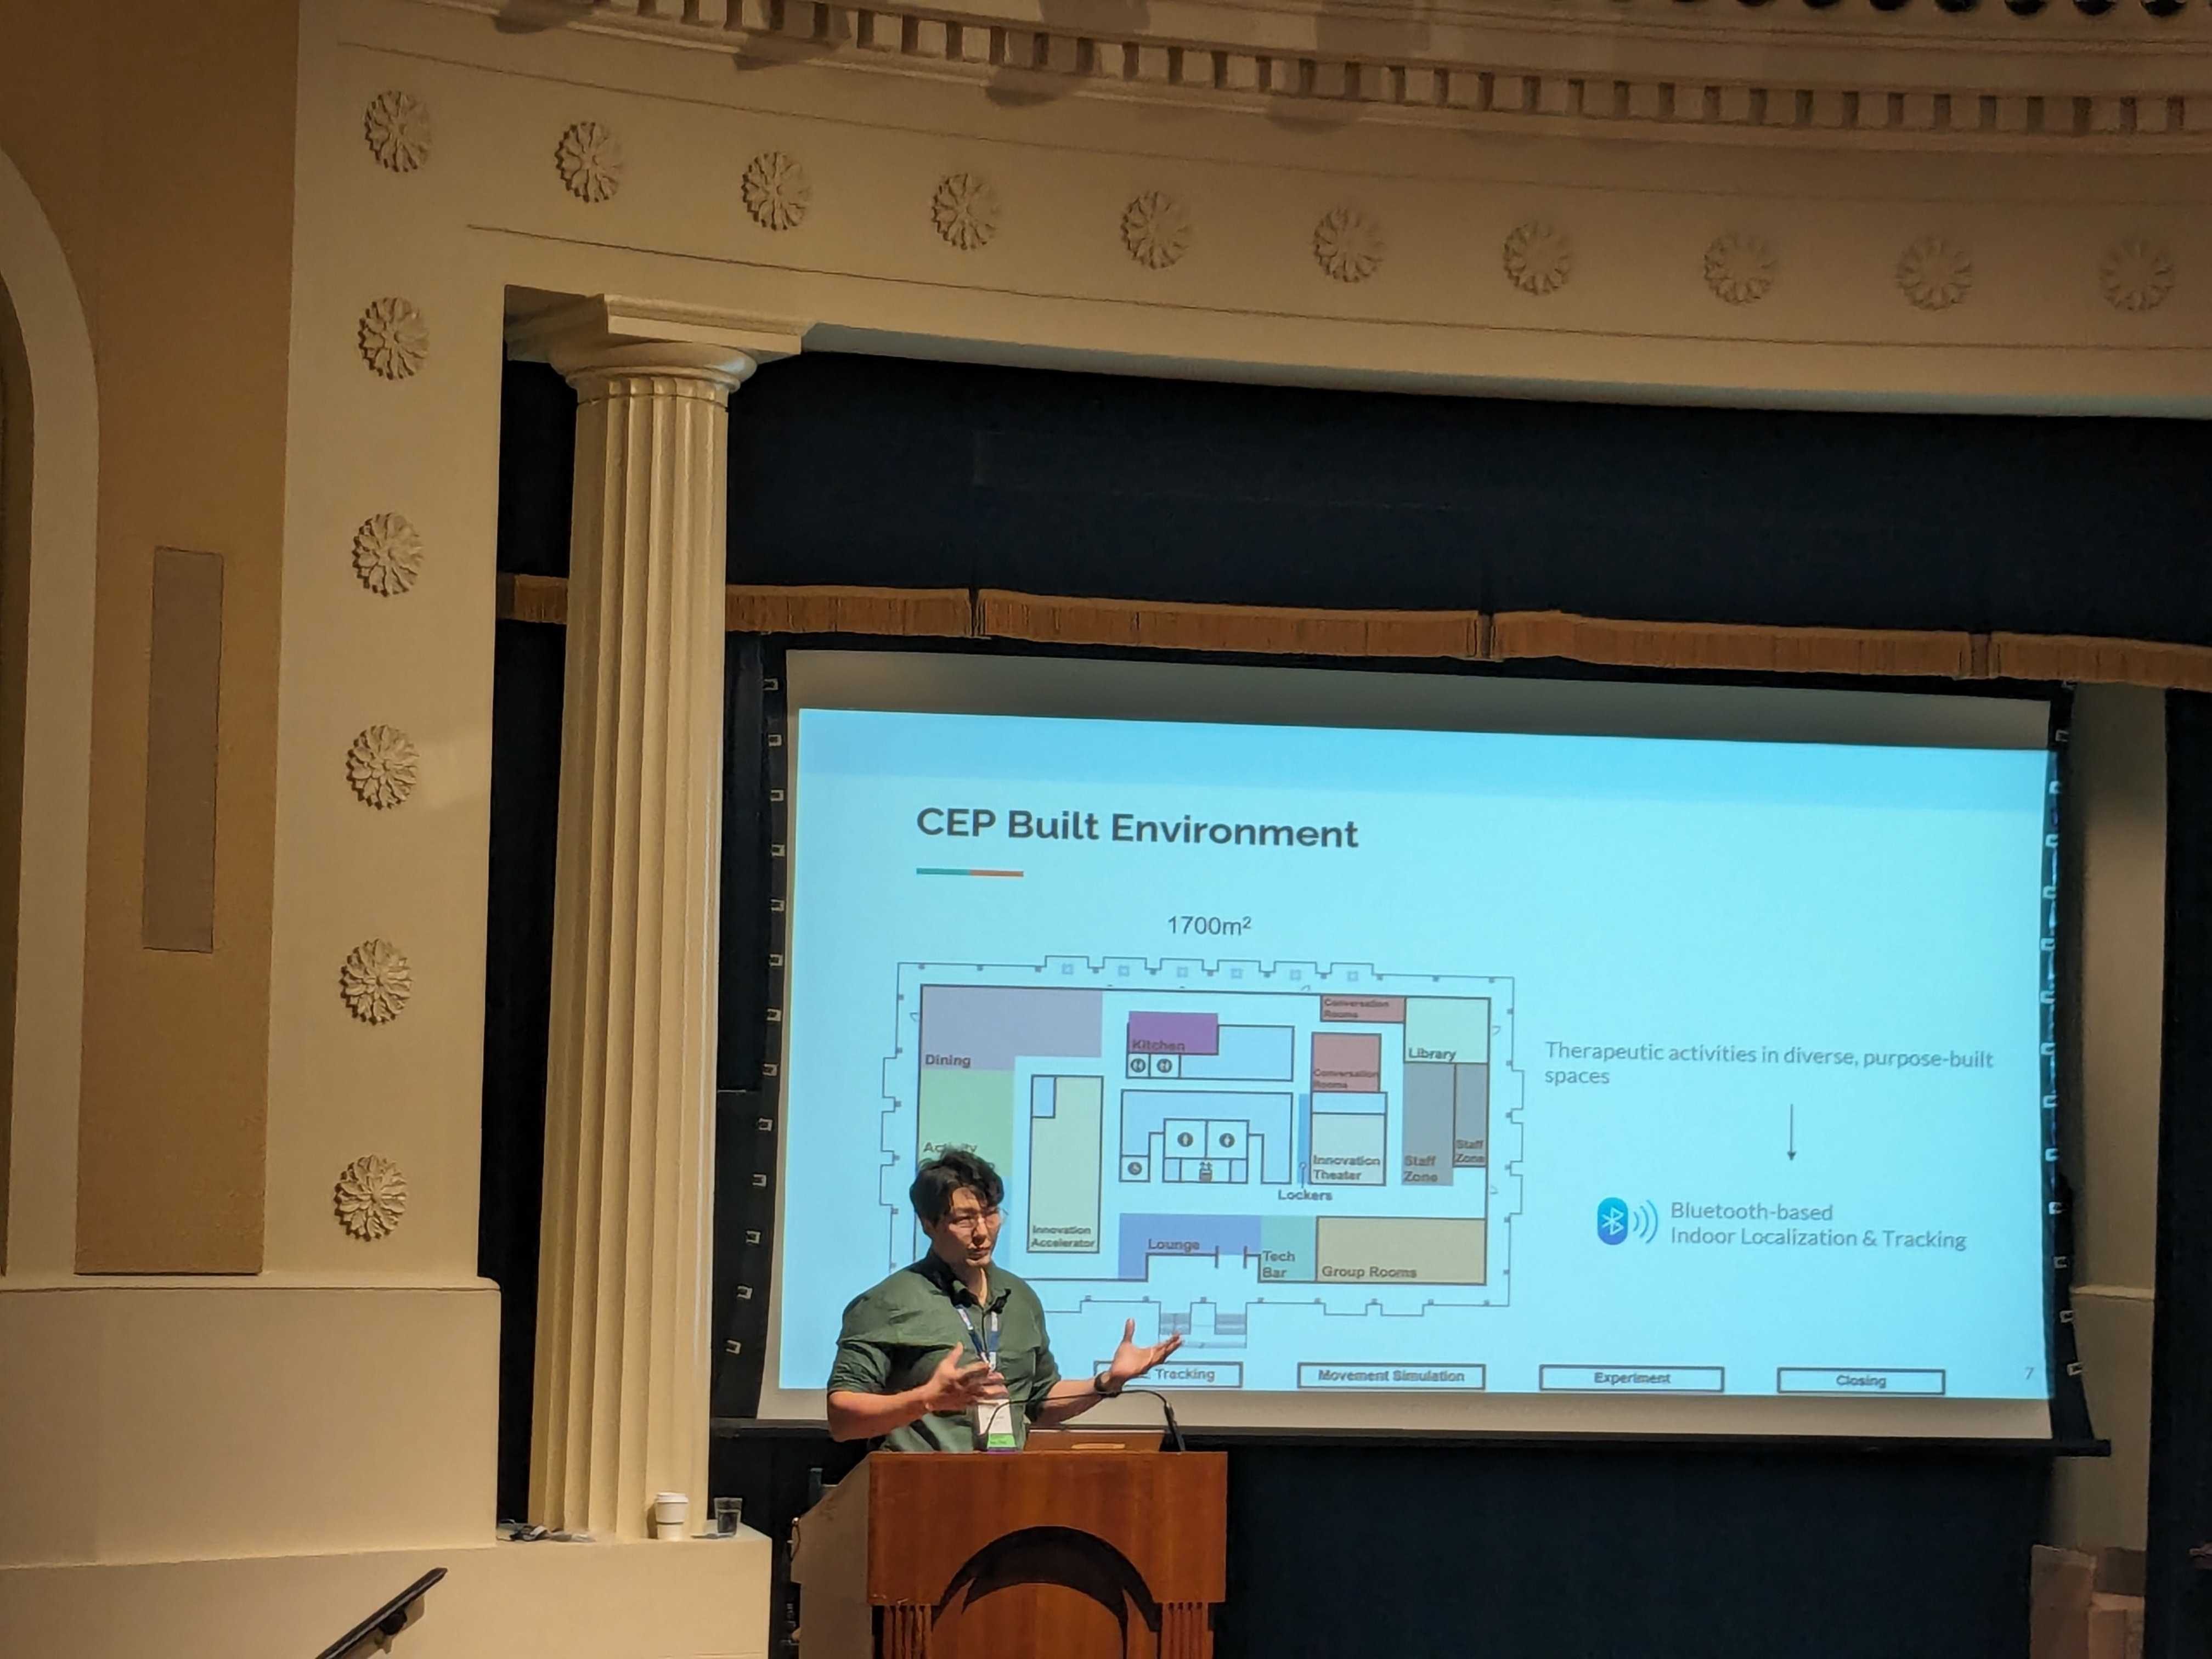 CEP Built Environment
1700m²
Conversation
Rooms
Kitchen
Library
Dining
Conversation
Rooms
Therapeutic activities in diverse, purpose-built
spaces
Activity
Staff
Zone
Innovation
Theater
Staff
Zone
Lockers
Innovation
Accelerator
Lounge
Tech
Bar
Group Rooms
Bluetooth-based
Indoor Localization & Tracking
Tracking
Movement Simulation
Experiment
Closing
7